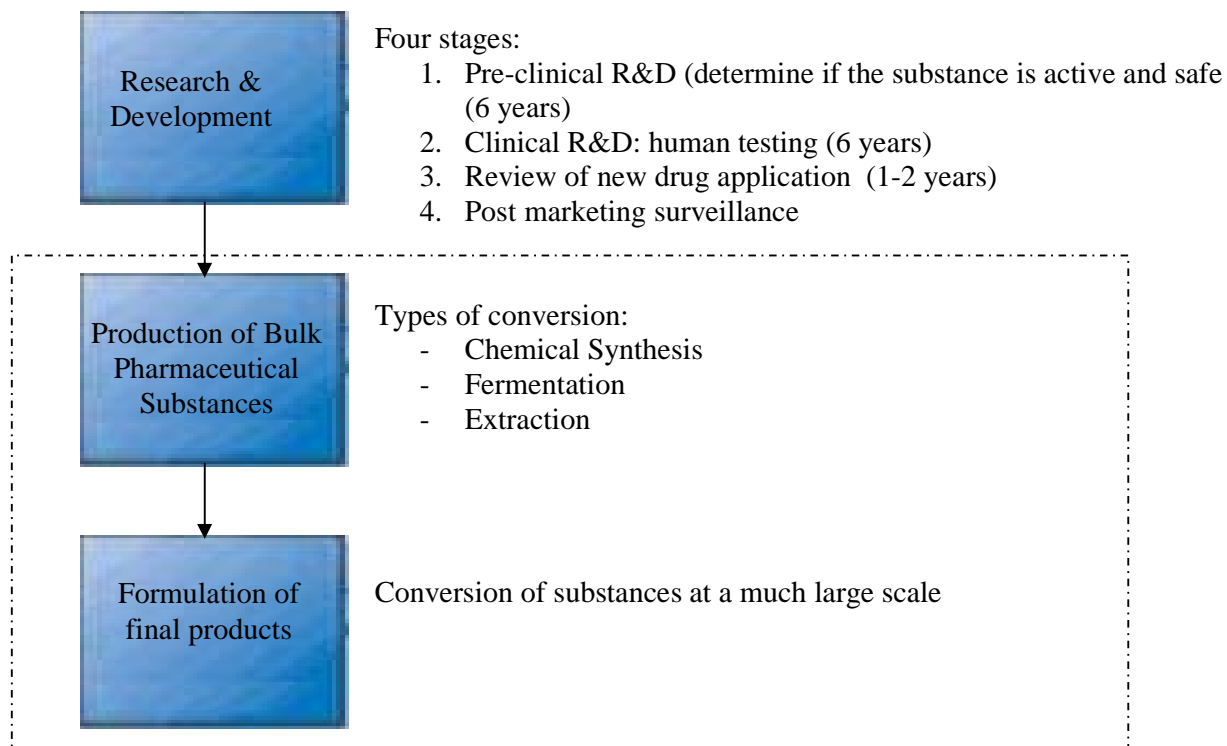 Research &
Development
Four stages:
1. Pre-clinical R&D (determine if the substance is active and safe
(6 years)
2. Clinical R&D: human testing (6 years)
3. Review of new drug application (1-2 years)
4. Post marketing surveillance
Production of Bulk
Pharmaceutical
Substances
Types of conversion:
- Chemical Synthesis
- Fermentation
- Extraction
Formulation of
final products
Conversion of substances at a much large scale